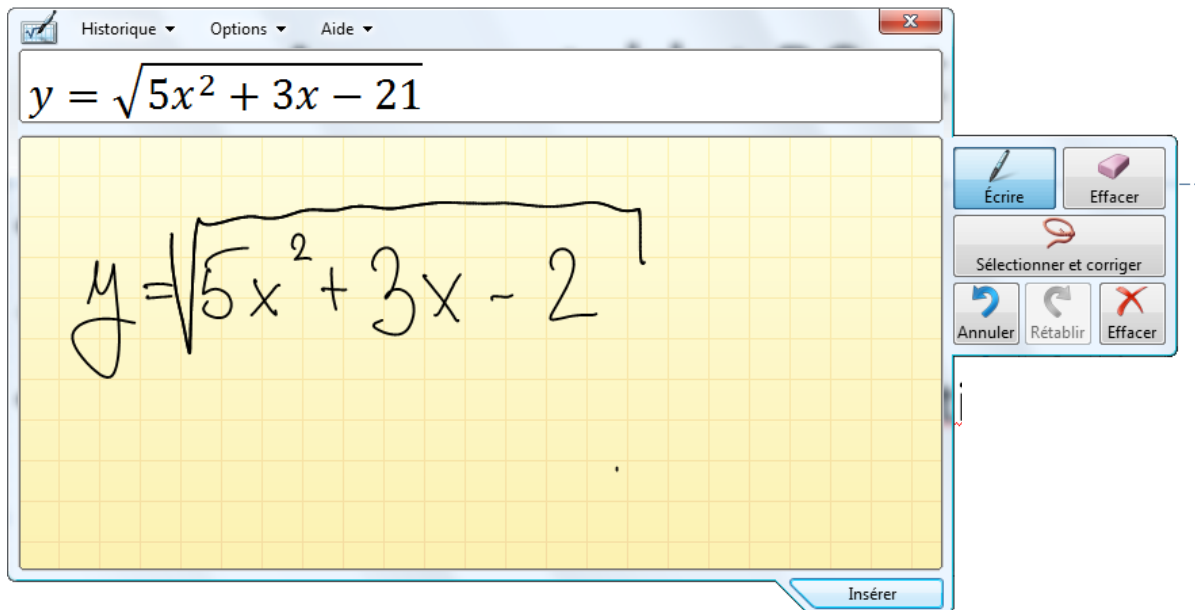 Historique Options Aide x
y = √(5x² + 3x − 21)
y = √(5x² + 3x - 2)
Écrire Effacer
Sélectionner et corriger
Annuler Rétablir Effacer
Insérer